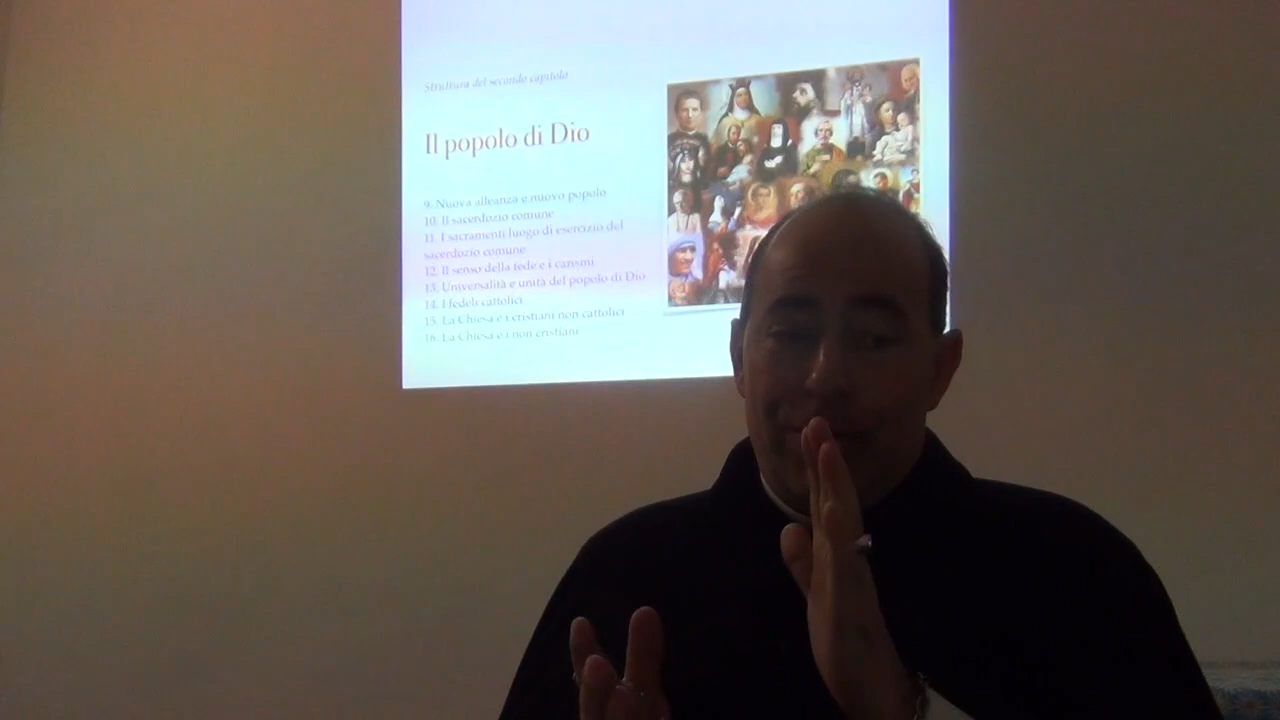 Struttura del secondo capitolo
Il popolo di Dio
9. Nuova alleanza e nuovo popolo
10. Il sacerdozio comune
11. I sacramenti luogo di esercizio del
sacerdozio comune
12. Il senso della fede e i carismi
13. Universalità e unità del popolo di Dio
14. I fedeli cattolici
15. La Chiesa e i cristiani non cattolici
16. La Chiesa e i non cristiani